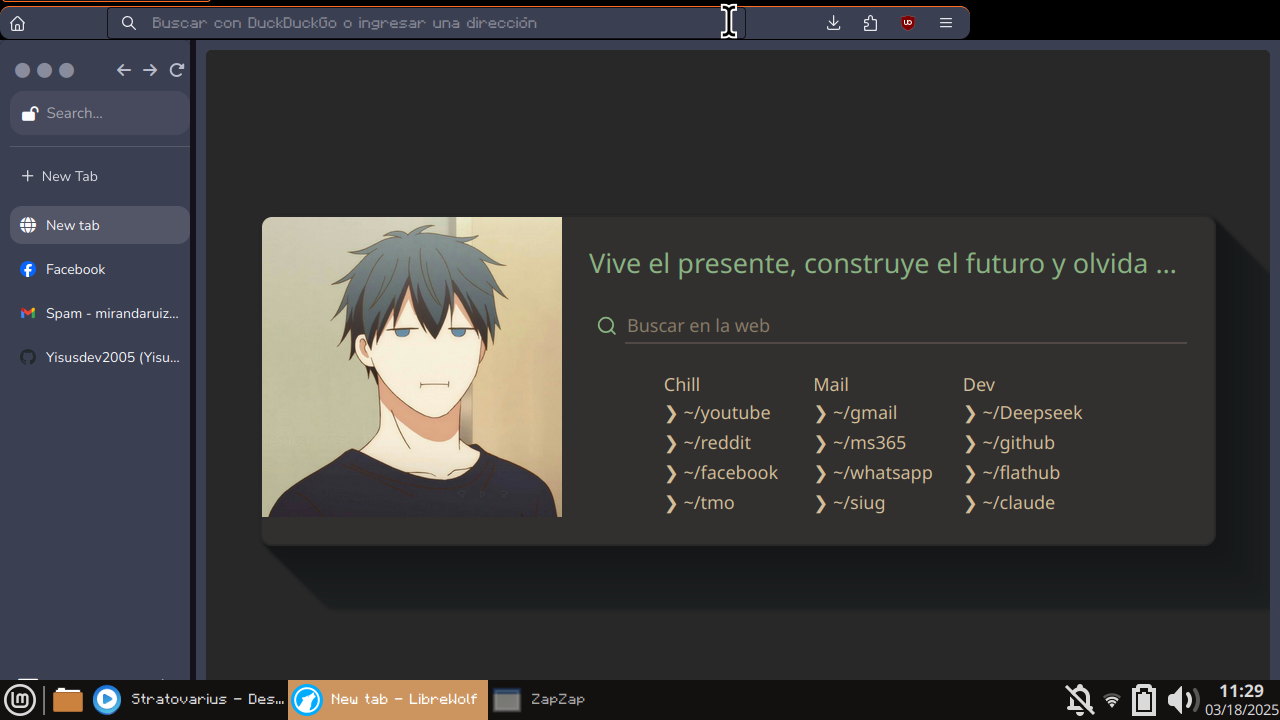 Buscar con DuckDuckGo o ingresar una dirección
Search...
New Tab
New tab
Facebook
Spam - mirandaruiz...
Yisusdev2005 (Yisu...
Vive el presente, construye el futuro y olvida ...
Buscar en la web
Chill
❯ ~/youtube
❯ ~/reddit
❯ ~/facebook
❯ ~/tmo
Mail
❯ ~/gmail
❯ ~/ms365
❯ ~/whatsapp
❯ ~/siug
Dev
❯ ~/Deepseek
❯ ~/github
❯ ~/flathub
❯ ~/claude
Stratovarius - Des...
New tab - LibreWolf
ZapZap
11:29
03/18/2025